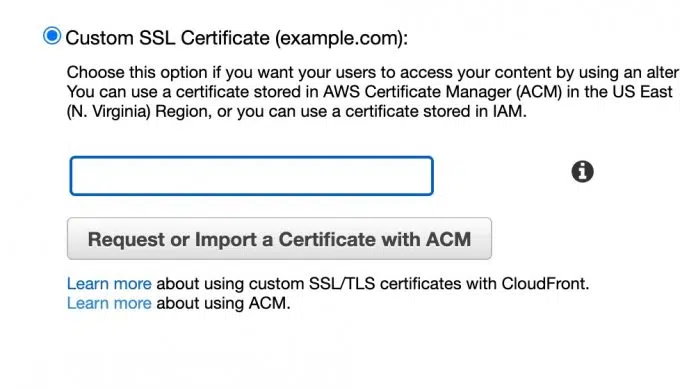 Custom SSL Certificate (example.com):
Choose this option if you want your users to access your content by using an alter
You can use a certificate stored in AWS Certificate Manager (ACM) in the US East
(N. Virginia) Region, or you can use a certificate stored in IAM.
Request or Import a Certificate with ACM
Learn more about using custom SSL/TLS certificates with CloudFront.
Learn more about using ACM.